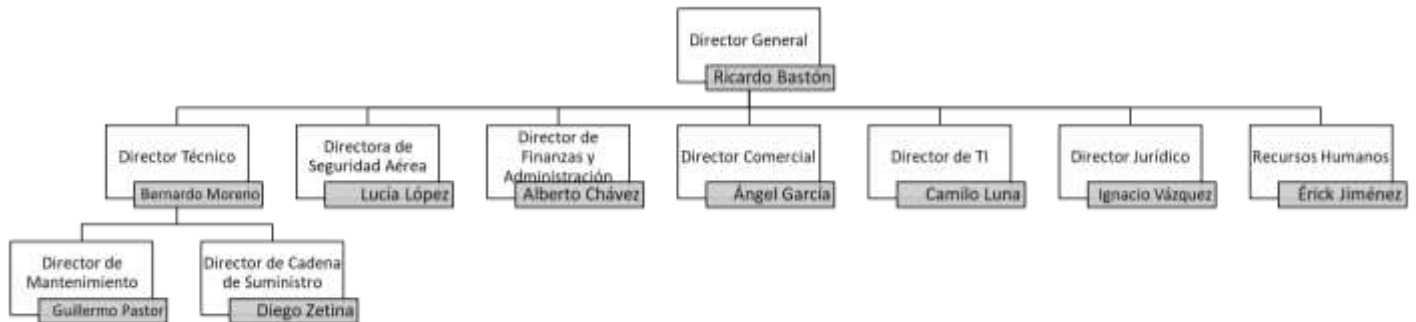 Director General
Ricardo Bastón
Director Técnico
Bernardo Moreno
Directora de
Seguridad Aérea
Lucía López
Director de
Finanzas y
Administración
Alberto Chávez
Director Comercial
Ángel García
Director de TI
Camilo Luna
Director Jurídico
Ignacio Vázquez
Recursos Humanos
Érick Jiménez
Director de
Mantenimiento
Guillermo Pastor
Director de Cadena
de Suministro
Diego Zetina